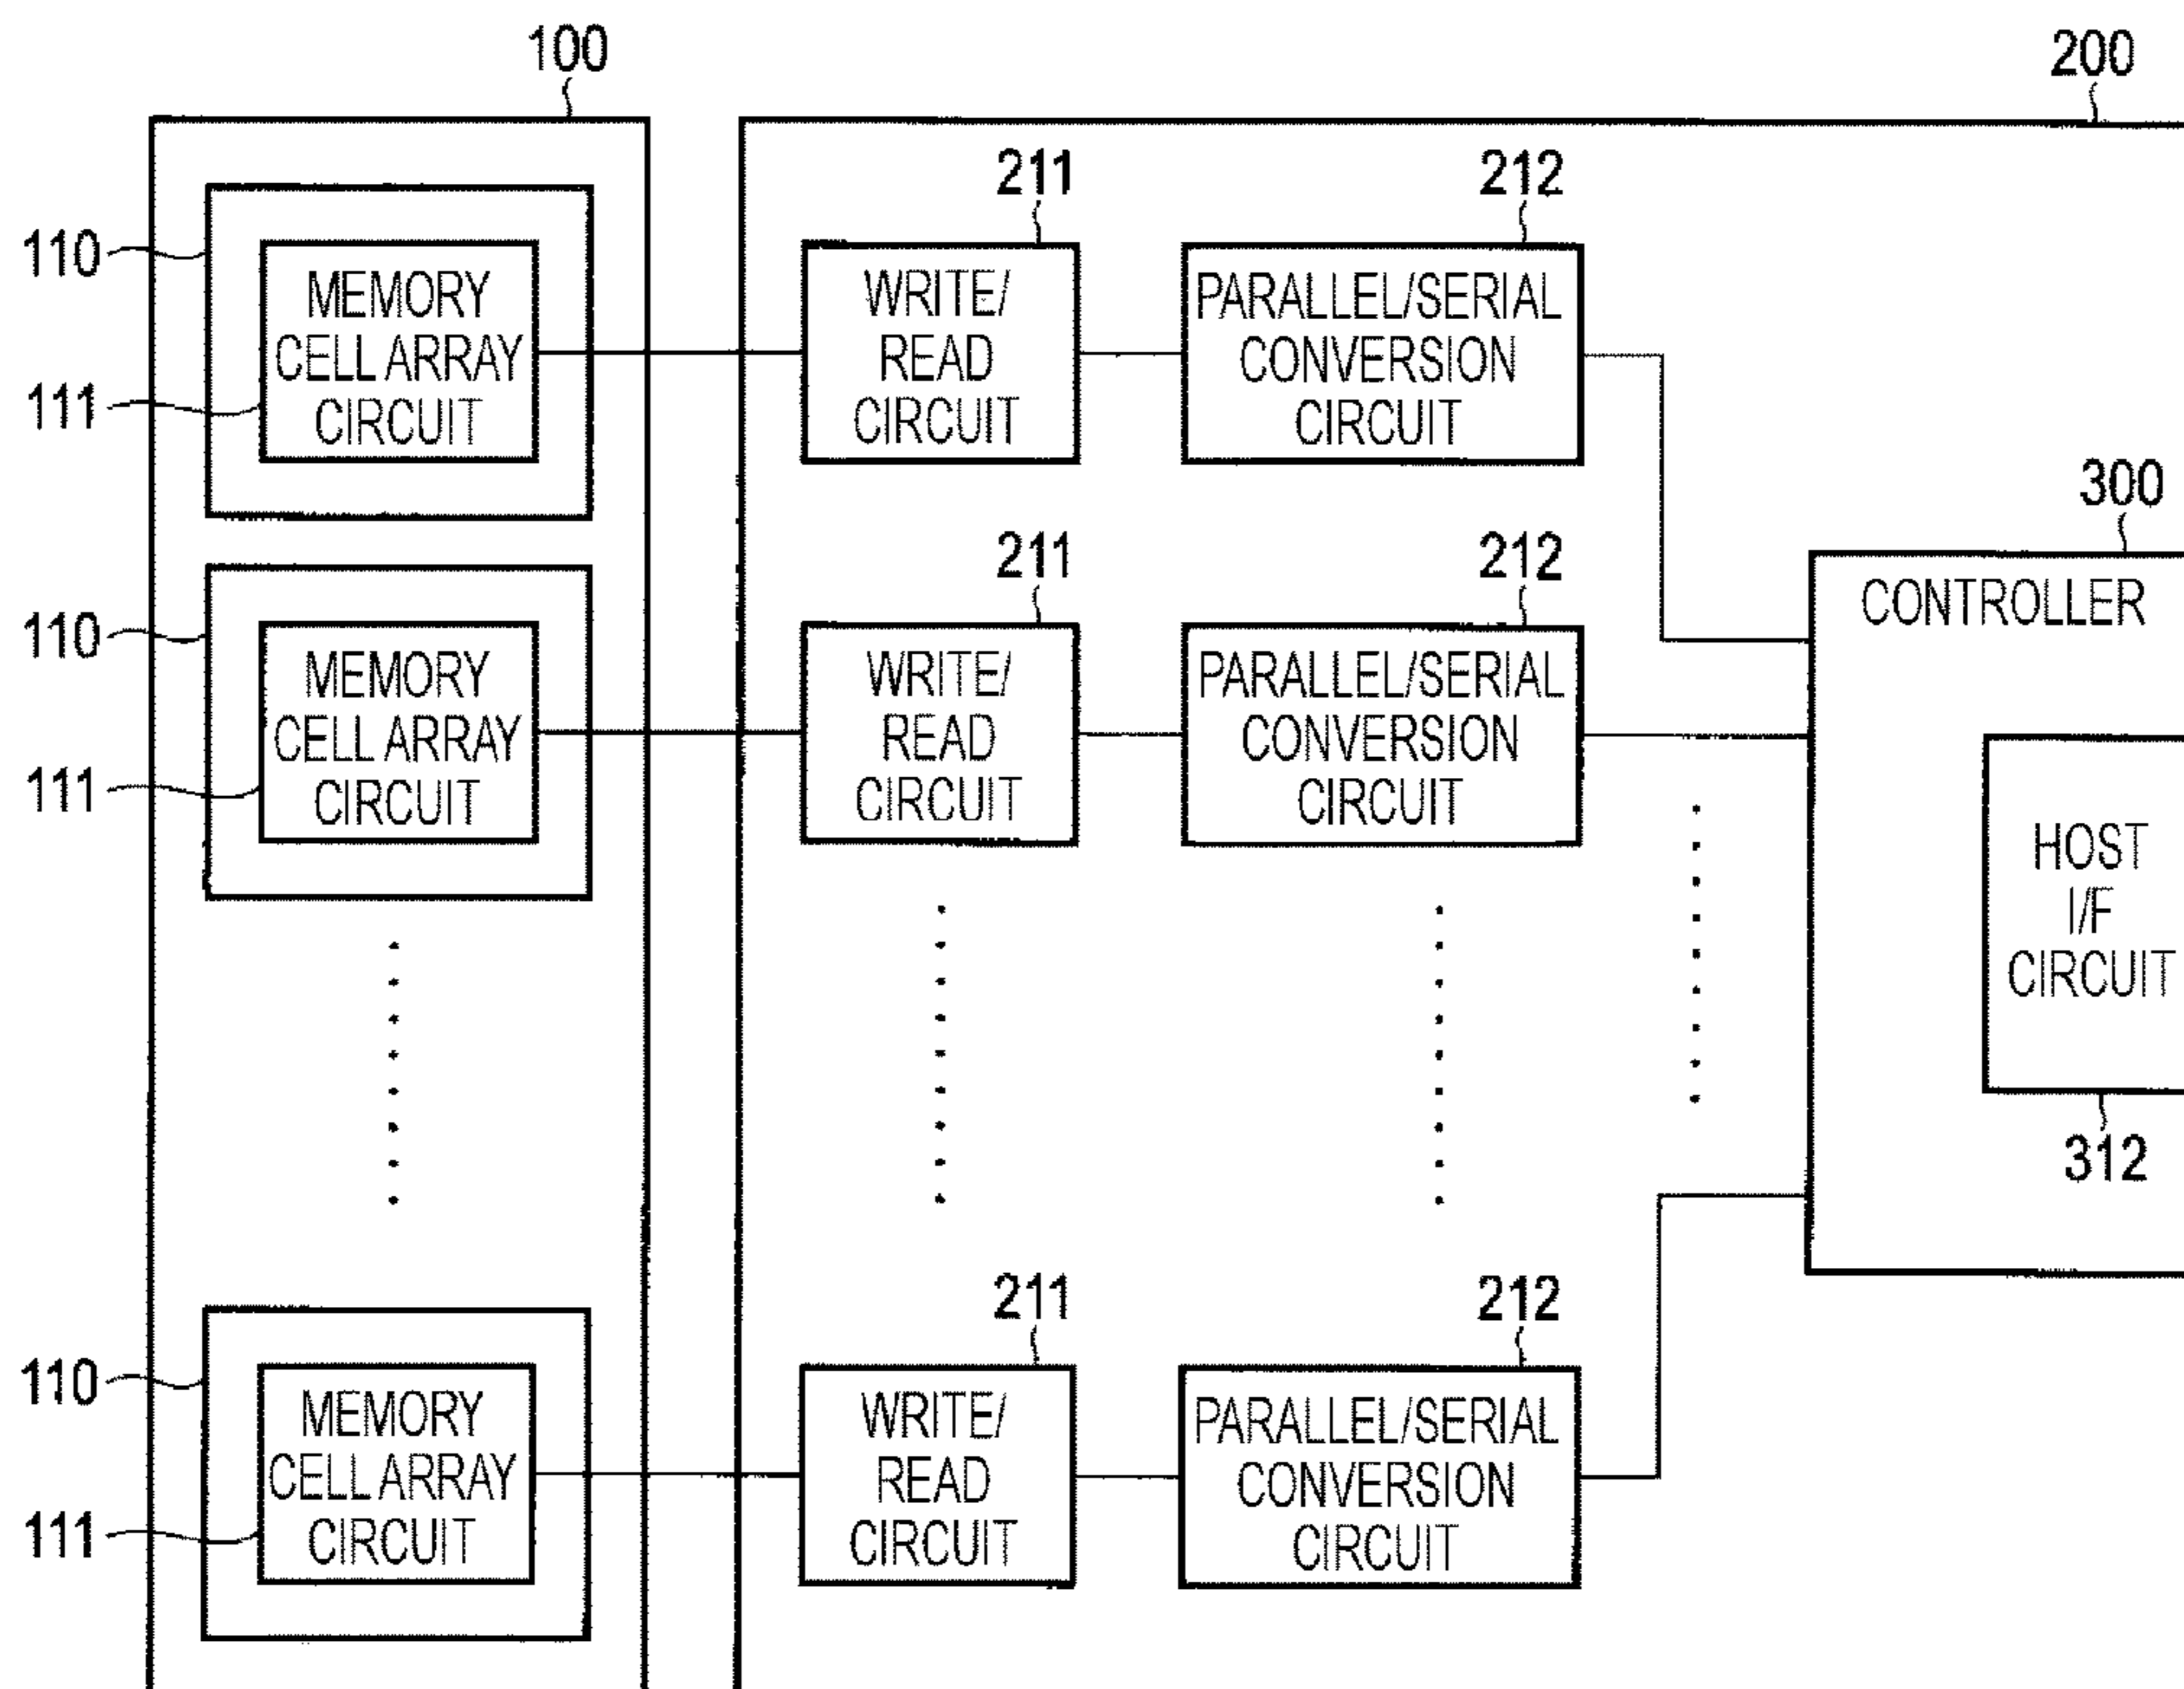 100
200
211
212
110
MEMORY
CELL ARRAY
CIRCUIT
WRITE/
READ
CIRCUIT
PARALLEL/SERIAL
CONVERSION
CIRCUIT
111
300
CONTROLLER
211
212
110
MEMORY
CELL ARRAY
CIRCUIT
WRITE/
READ
CIRCUIT
PARALLEL/SERIAL
CONVERSION
CIRCUIT
111
HOST
I/F
CIRCUIT
312
211
212
110
MEMORY
CELL ARRAY
CIRCUIT
WRITE/
READ
CIRCUIT
PARALLEL/SERIAL
CONVERSION
CIRCUIT
111